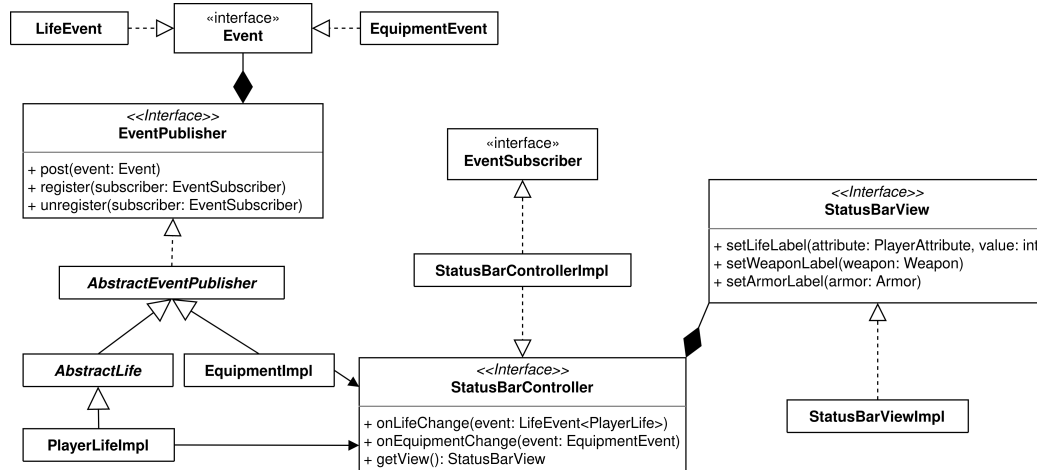 LifeEvent
«interface»
Event
EquipmentEvent
<<Interface>>
EventPublisher
+ post(event: Event)
+ register(subscriber: EventSubscriber)
+ unregister(subscriber: EventSubscriber)
«interface»
EventSubscriber
<<Interface>>
StatusBarView
+ setLifeLabel(attribute: PlayerAttribute, value: int
+ setWeaponLabel(weapon: Weapon)
+ setArmorLabel(armor: Armor)
AbstractEventPublisher
StatusBarControllerImpl
AbstractLife
EquipmentImpl
<<Interface>>
StatusBarController
+ onLifeChange(event: LifeEvent<PlayerLife>)
+ onEquipmentChange(event: EquipmentEvent)
+ getView(): StatusBarView
PlayerLifeImpl
StatusBarViewImpl